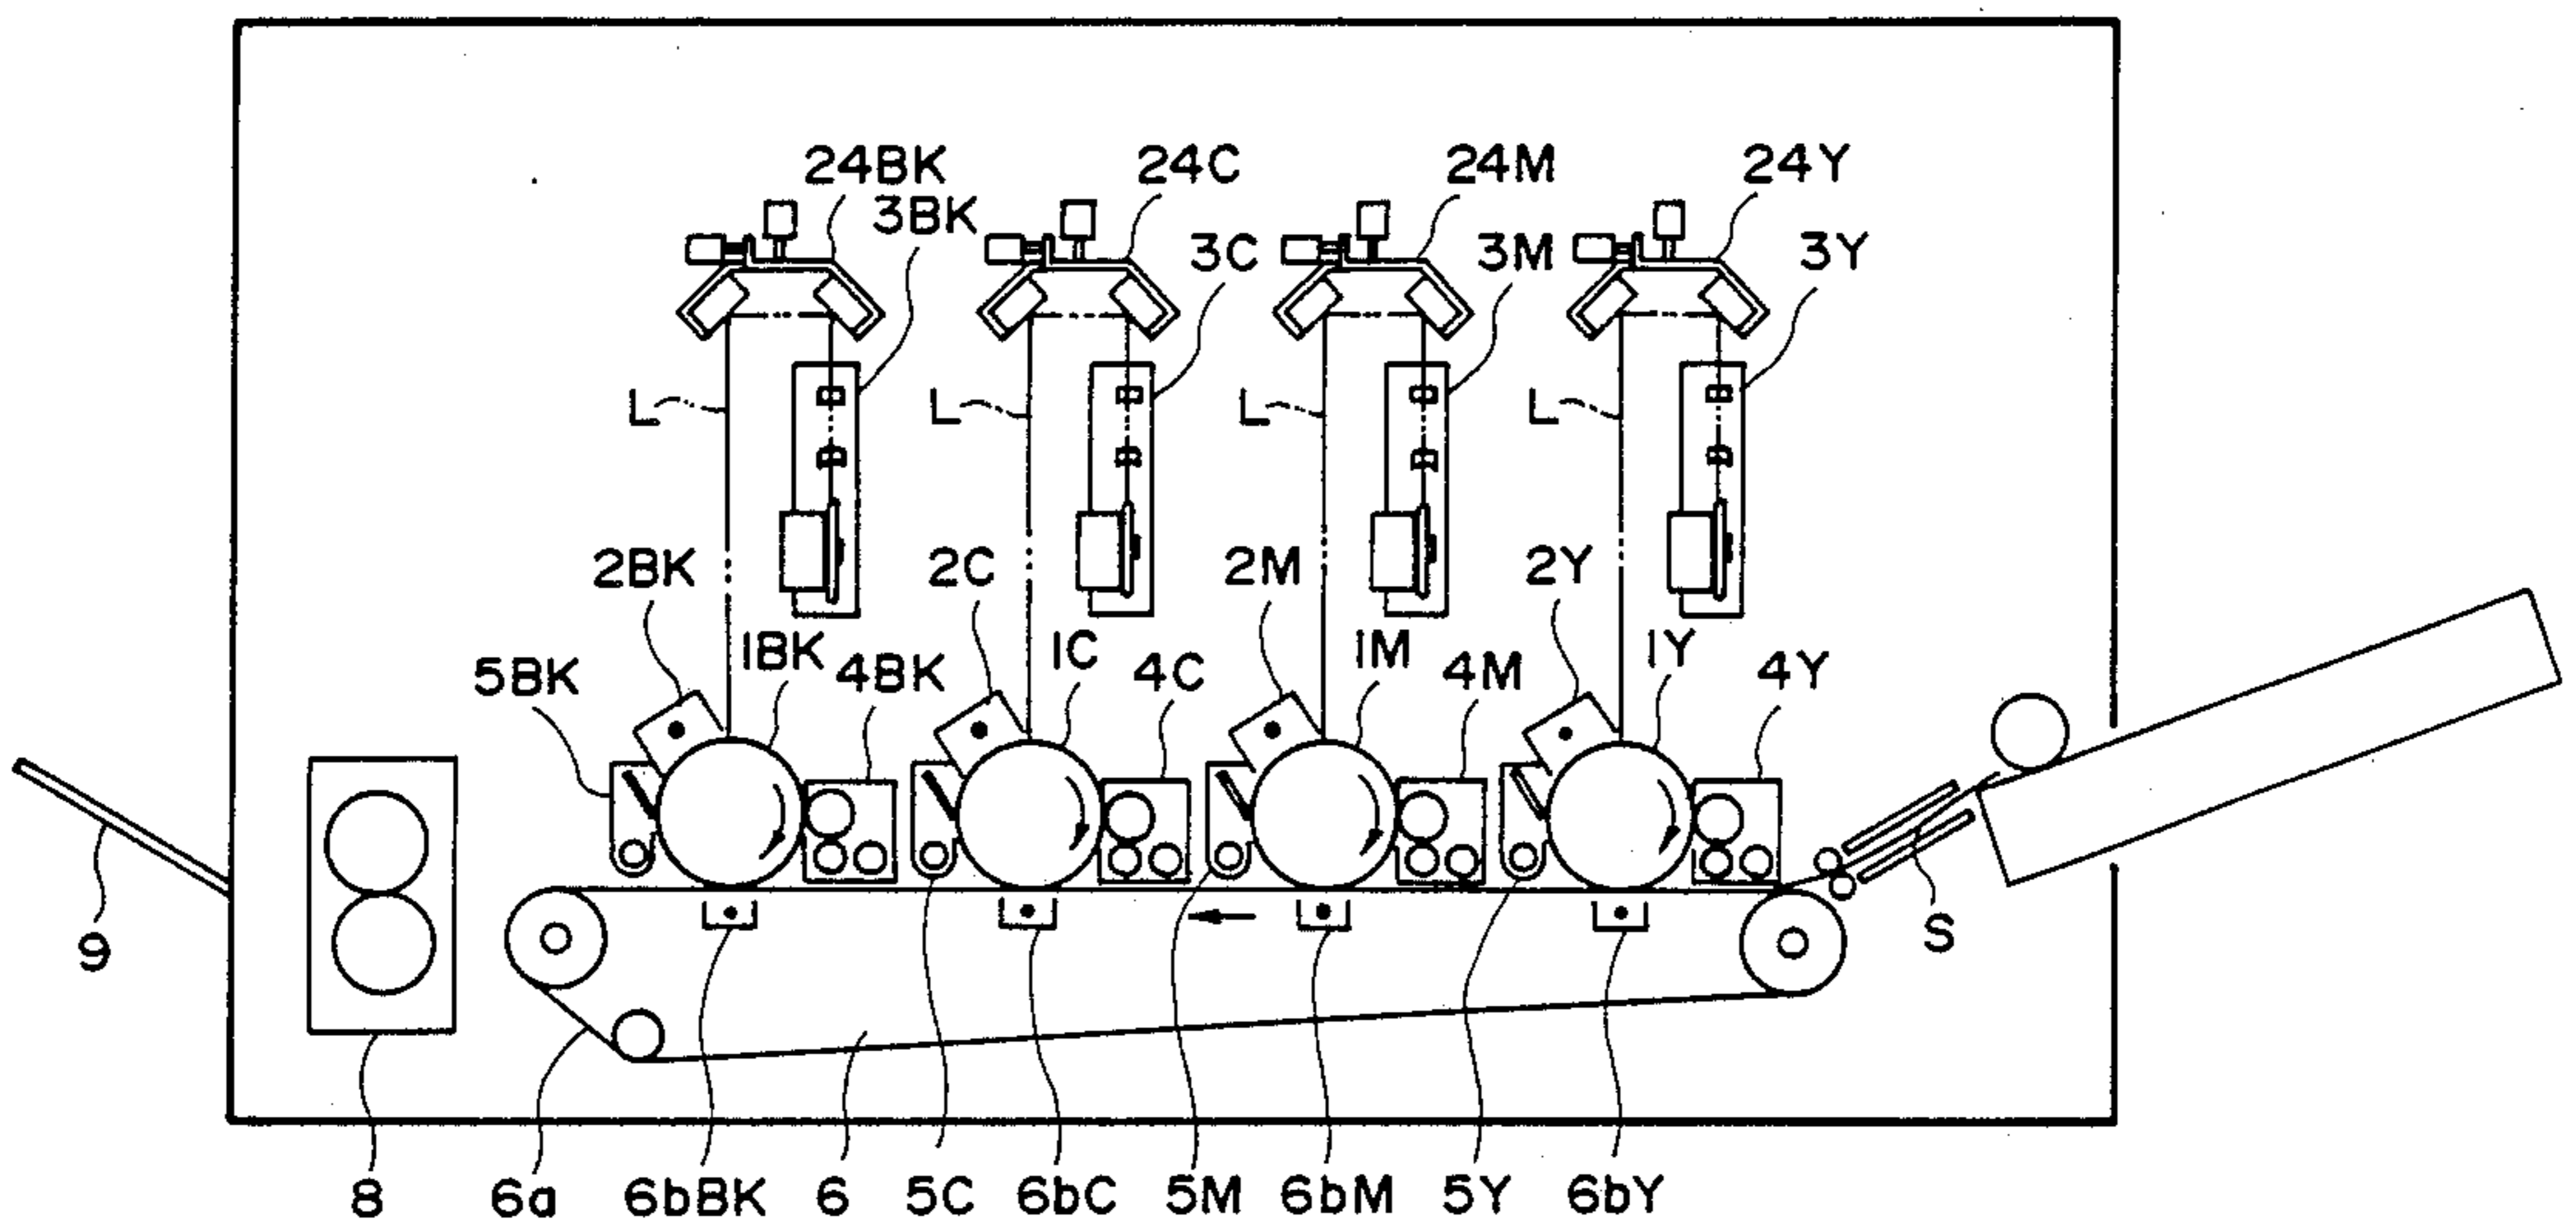 24BK 24C 24M 24Y
3BK 3C 3M 3Y
L L L L
2BK 2C 2M 2Y
5BK 1BK 4BK 1C 4C 1M 4M 1Y 4Y
9 S
8 6a 6bBK 6 5C 6bC 5M 6bM 5Y 6bY